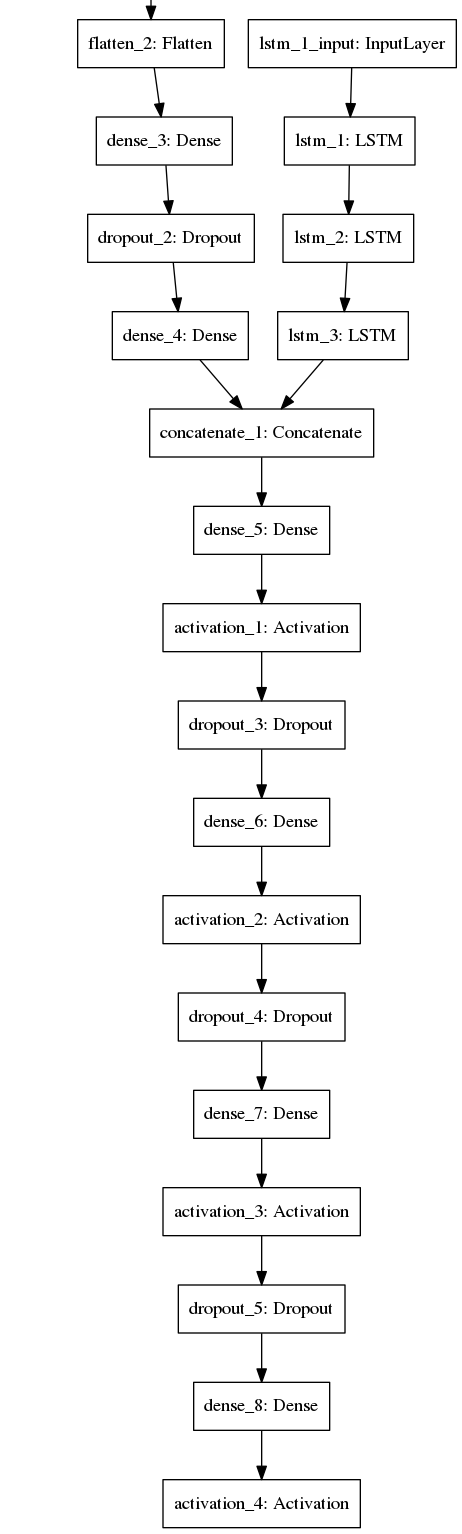 flatten_2: Flatten
lstm_1_input: InputLayer
dense_3: Dense
lstm_1: LSTM
dropout_2: Dropout
lstm_2: LSTM
dense_4: Dense
lstm_3: LSTM
concatenate_1: Concatenate
dense_5: Dense
activation_1: Activation
dropout_3: Dropout
dense_6: Dense
activation_2: Activation
dropout_4: Dropout
dense_7: Dense
activation_3: Activation
dropout_5: Dropout
dense_8: Dense
activation_4: Activation